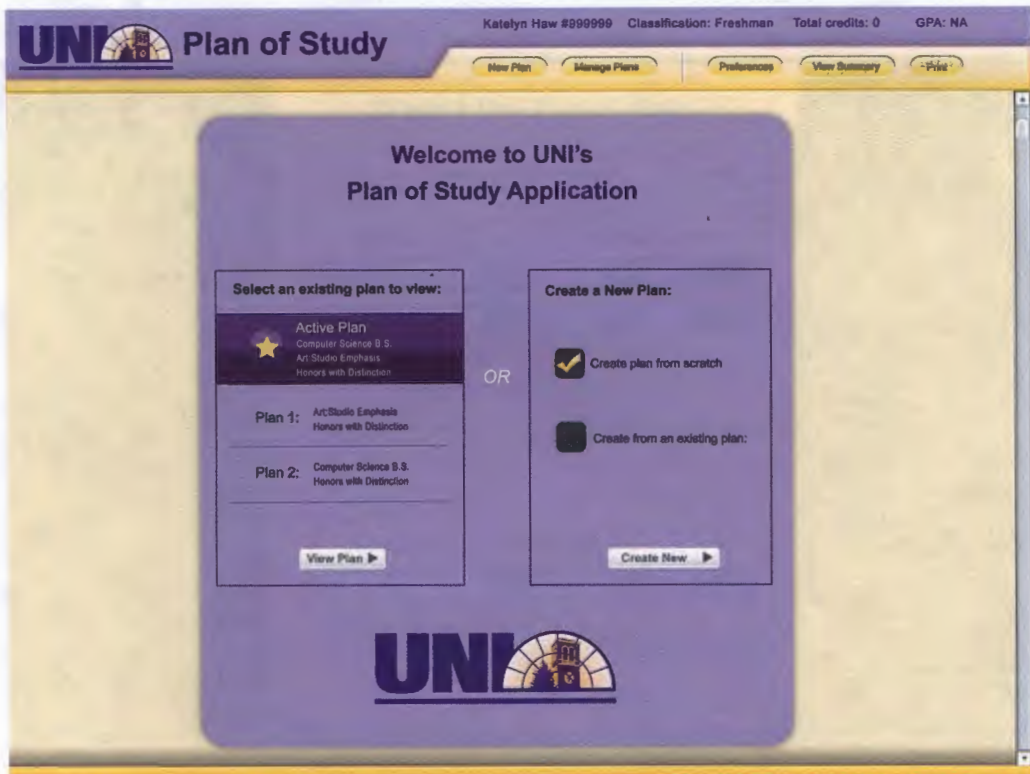 UNI Plan of Study
Katelyn Haw #999999 Classification: Freshman Total credits: 0 GPA: NA
New Plan Manage Plans Preferences View Summary Print
Welcome to UNI's
Plan of Study Application
Select an existing plan to view:
Active Plan
Computer Science B.S.
Art Studio Emphasis
Honors with Distinction
Plan 1: Art:Studio Emphasis
Honors with Distinction
Plan 2: Computer Science B.S.
Honors with Distinction
View Plan
OR
Create a New Plan:
Create plan from scratch
Create from an existing plan:
Create New
UNI